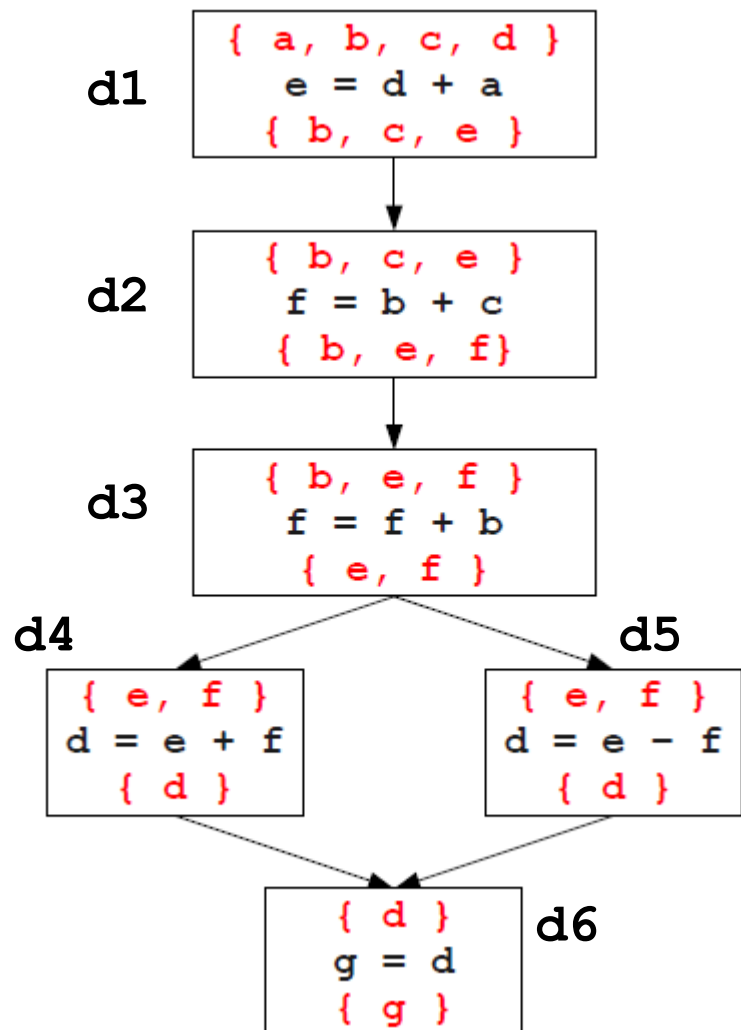 { a, b, c, d }
d1
e = d + a
{ b, c, e }
{ b, c, e }
d2
f = b + c
{ b, e, f}
{ b, e, f }
d3
f = f + b
{ e, f }
d4
d5
{ e, f }
d = e + f
{ d }
{ e, f }
d = e - f
{ d }
{ d }
d6
g = d
{ g }